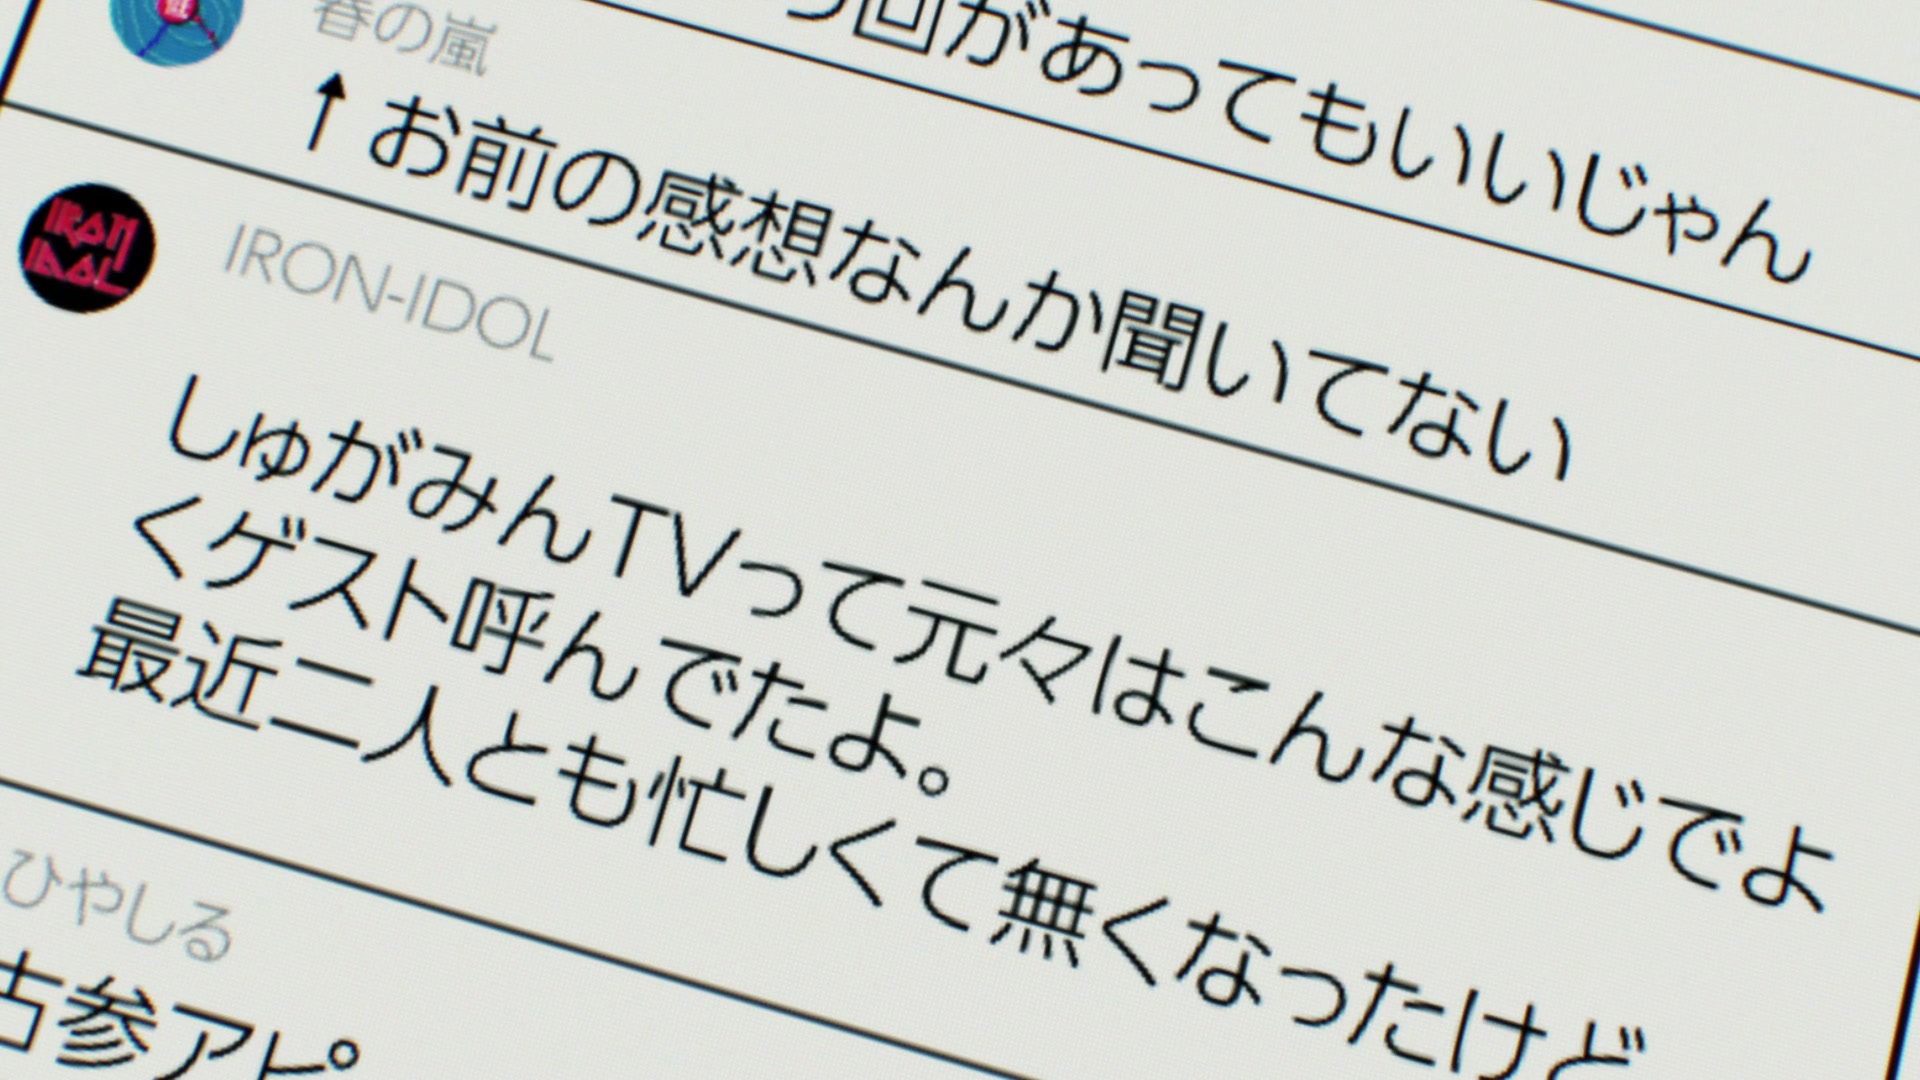 回があってもいいじゃん
春の嵐
↑お前の感想なんか聞いてない
IRON IDOL
IRON-IDOL
しゅがみんTVって元々はこんな感じでよ
くゲスト呼んでたよ。
最近二人とも忙しくて無くなったけど
ひやしる
古参アピ